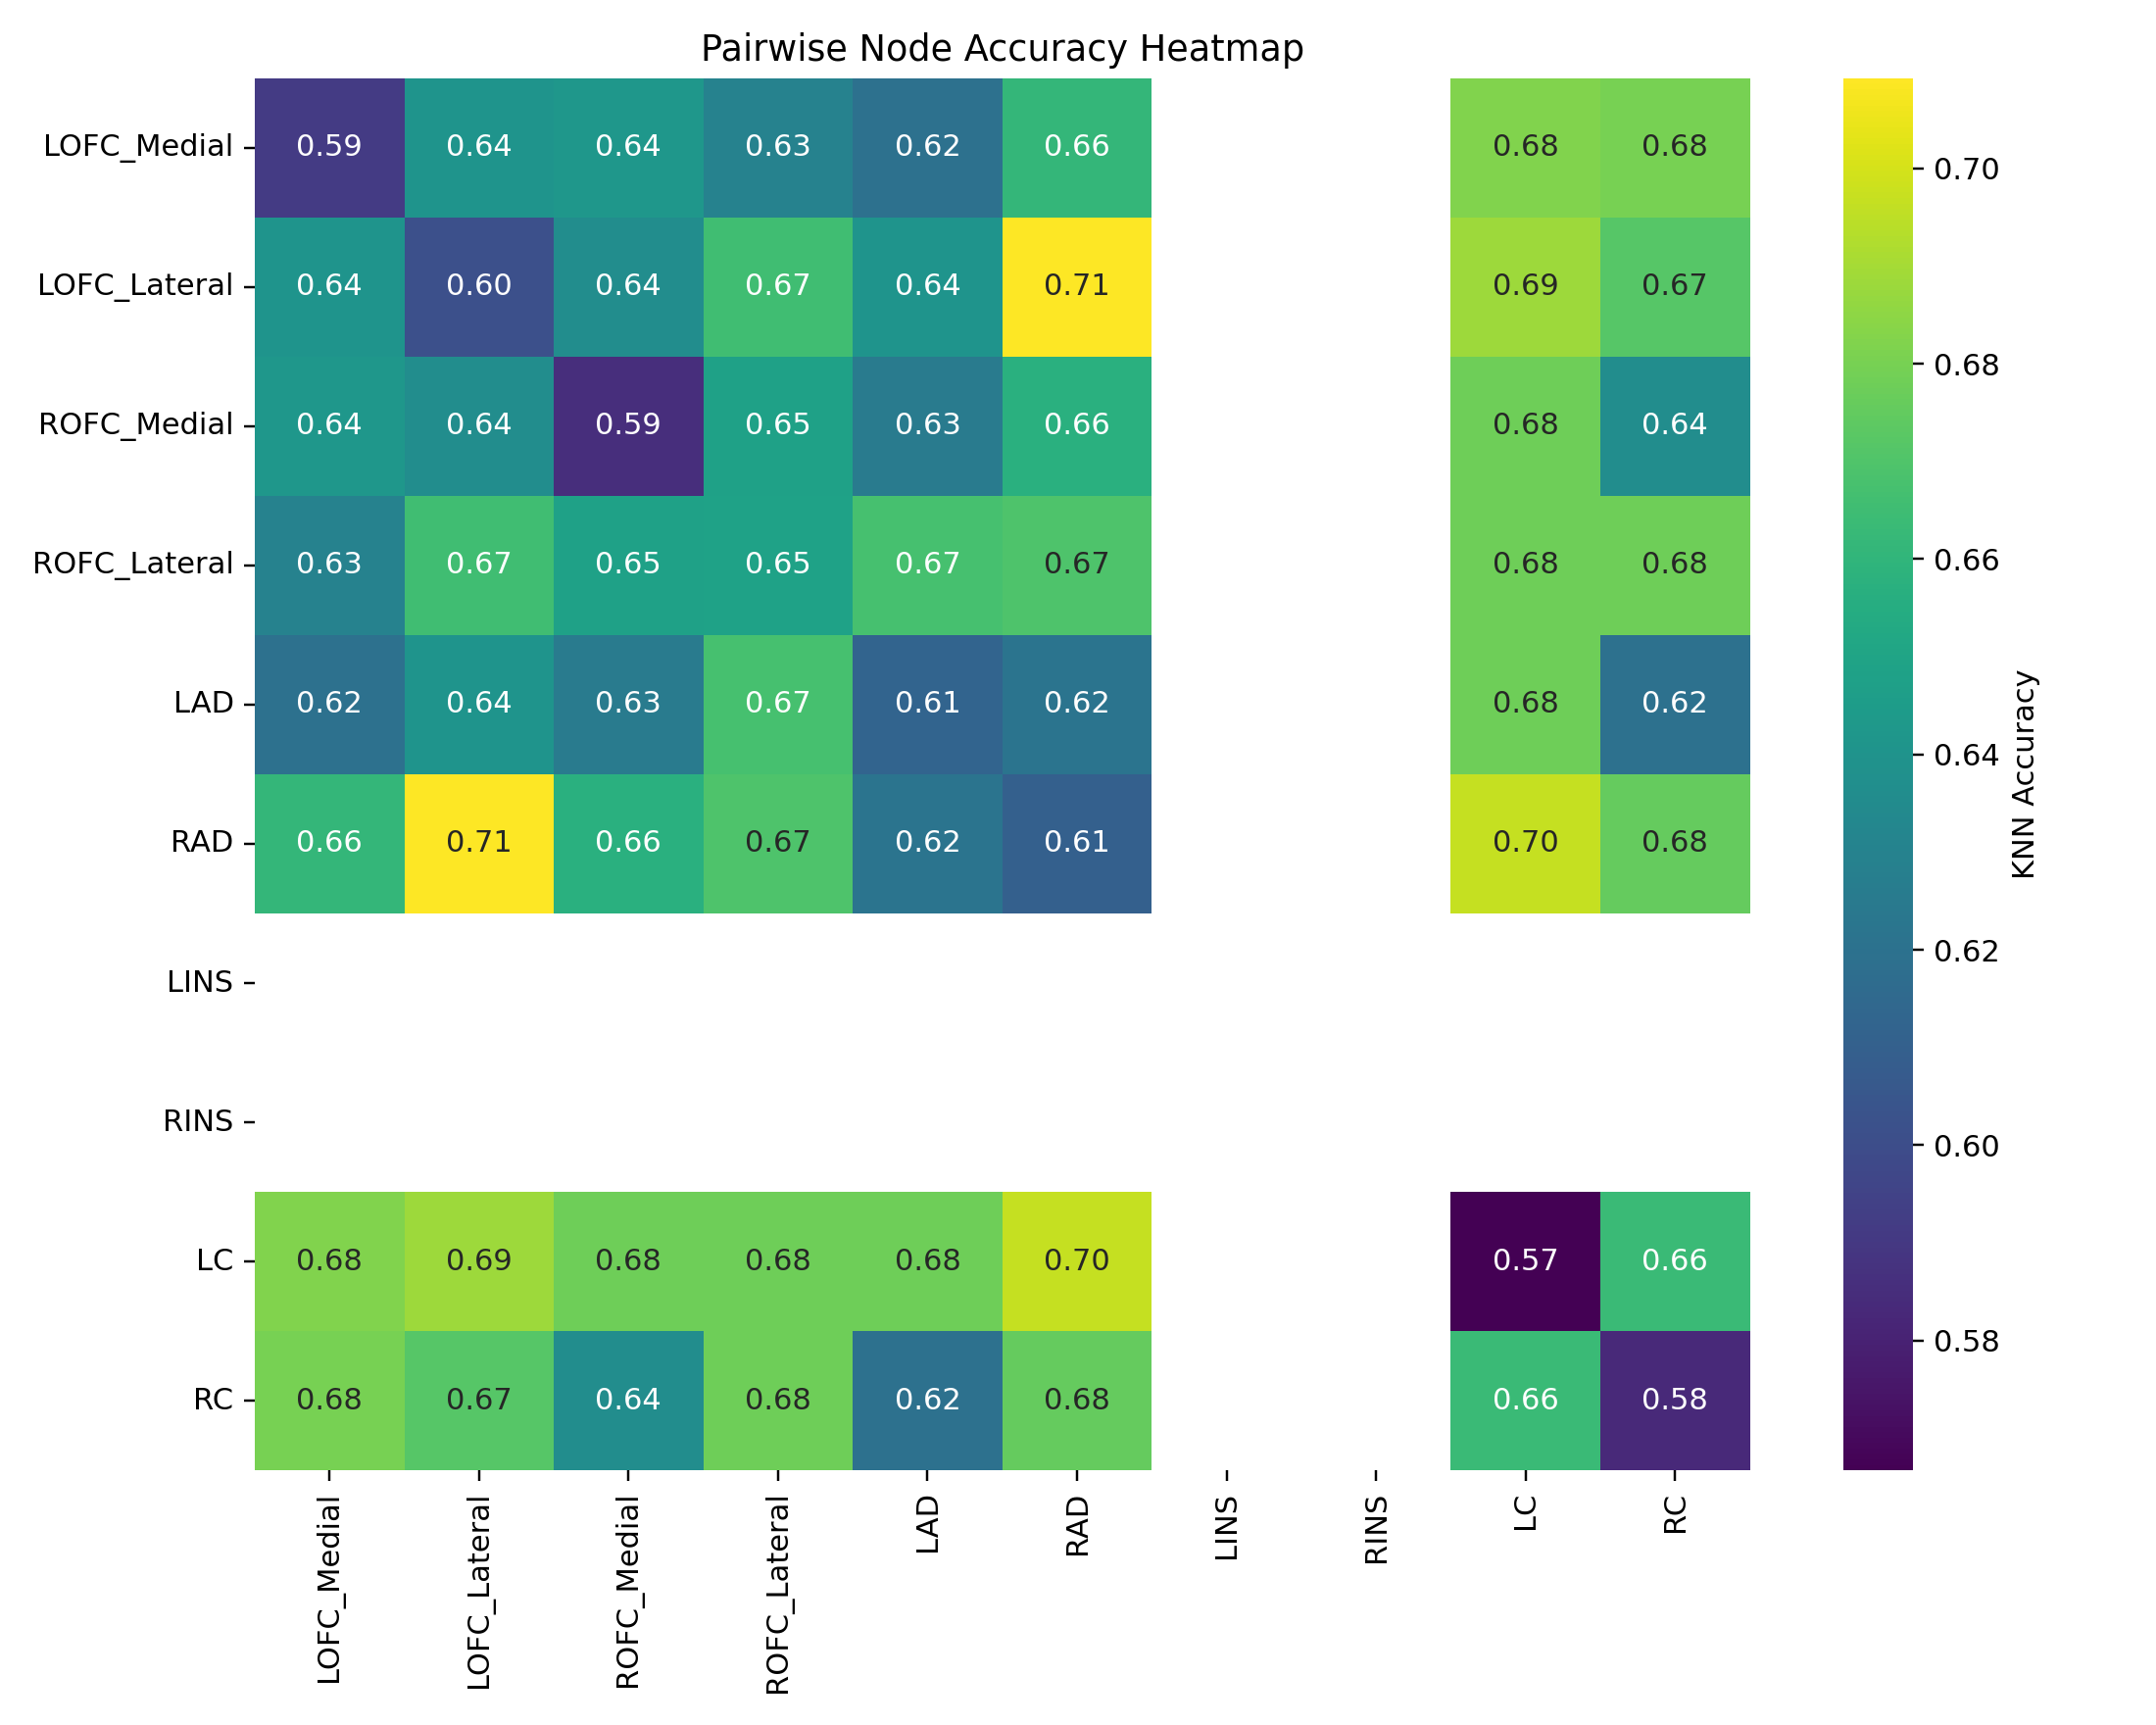 Pairwise Node Accuracy Heatmap
LOFC_Medial 0.59 0.64 0.64 0.63 0.62 0.66 0.68 0.68
LOFC_Lateral 0.64 0.60 0.64 0.67 0.64 0.71 0.69 0.67
ROFC_Medial 0.64 0.64 0.59 0.65 0.63 0.66 0.68 0.64
ROFC_Lateral 0.63 0.67 0.65 0.65 0.67 0.67 0.68 0.68
LAD 0.62 0.64 0.63 0.67 0.61 0.62 0.68 0.62
RAD 0.66 0.71 0.66 0.67 0.62 0.61 0.70 0.68
LINS
RINS
LC 0.68 0.69 0.68 0.68 0.68 0.70 0.57 0.66
RC 0.68 0.67 0.64 0.68 0.62 0.68 0.66 0.58
LOFC_Medial LOFC_Lateral ROFC_Medial ROFC_Lateral LAD RAD LINS RINS LC RC
0.70
0.68
0.66
0.64
0.62
0.60
0.58
KNN Accuracy